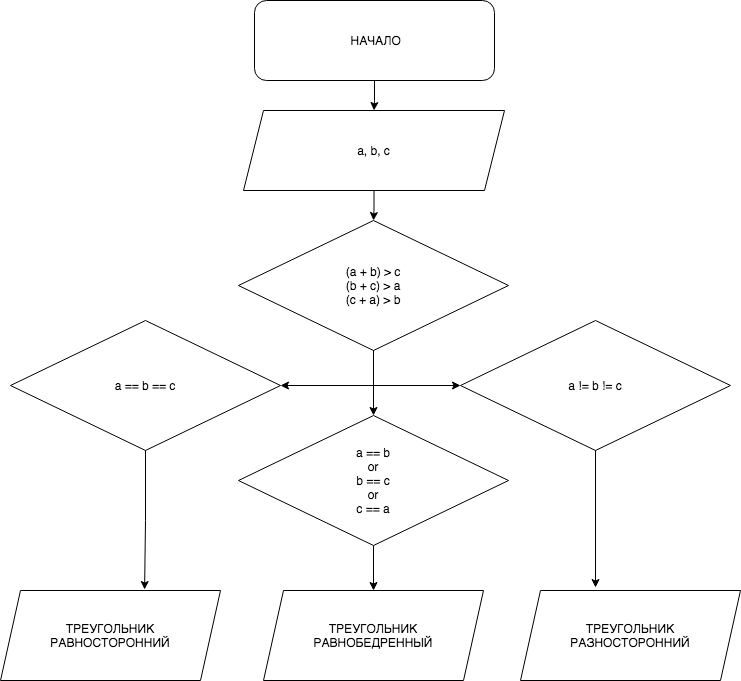 НАЧАЛО
a, b, c
(a + b) > c
(b + c) > a
(c + a) > b
a == b == c
a != b != c
a == b
or
b == c
or
c == a
ТРЕУГОЛЬНИК
РАВНОСТОРОННИЙ
ТРЕУГОЛЬНИК
РАВНОБЕДРЕННЫЙ
ТРЕУГОЛЬНИК
РАЗНОСТОРОННИЙ